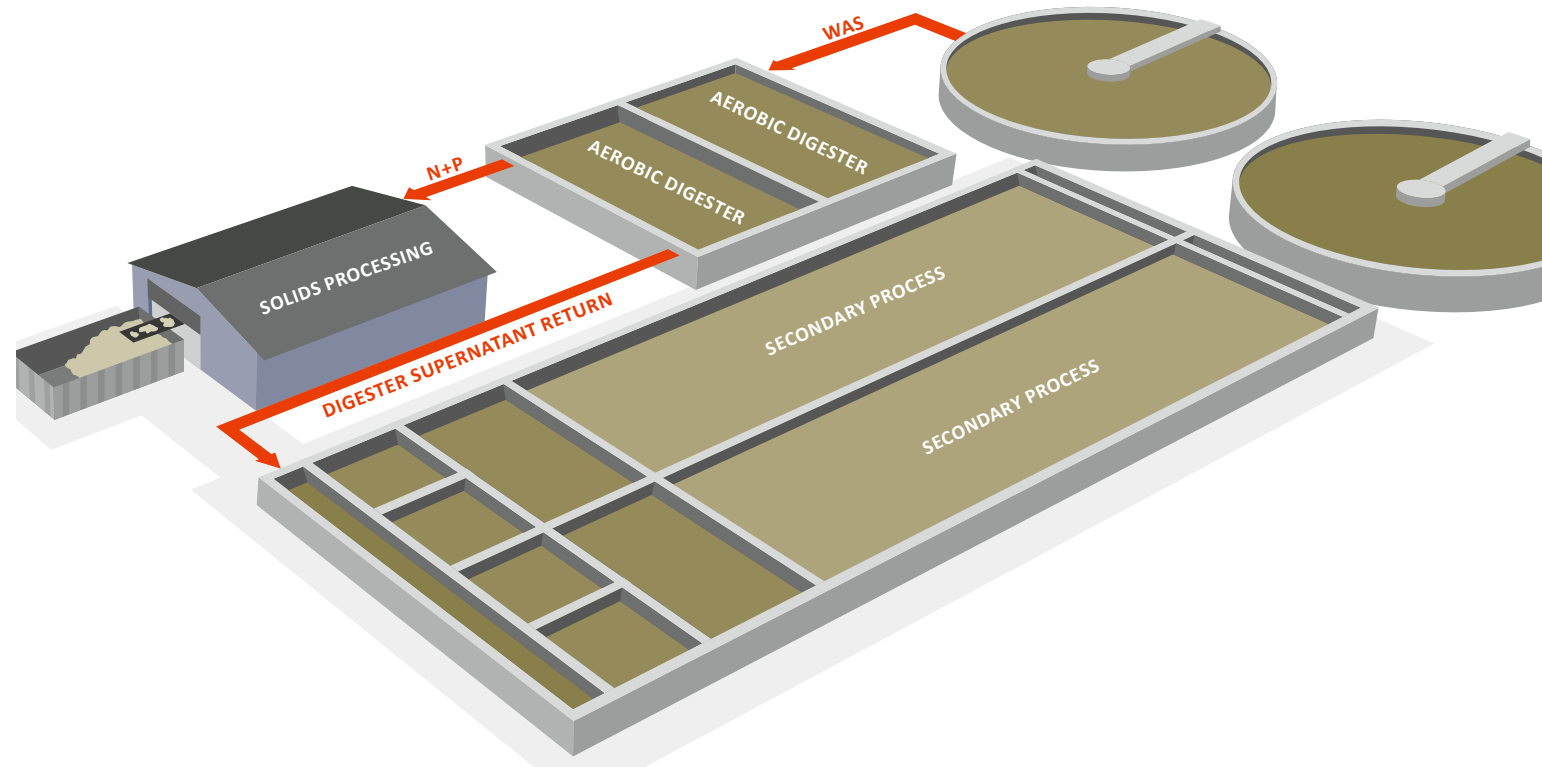 WAS
AEROBIC DIGESTER
AEROBIC DIGESTER
N+P
SOLIDS PROCESSING
DIGESTER SUPERNATANT RETURN
SECONDARY PROCESS
SECONDARY PROCESS